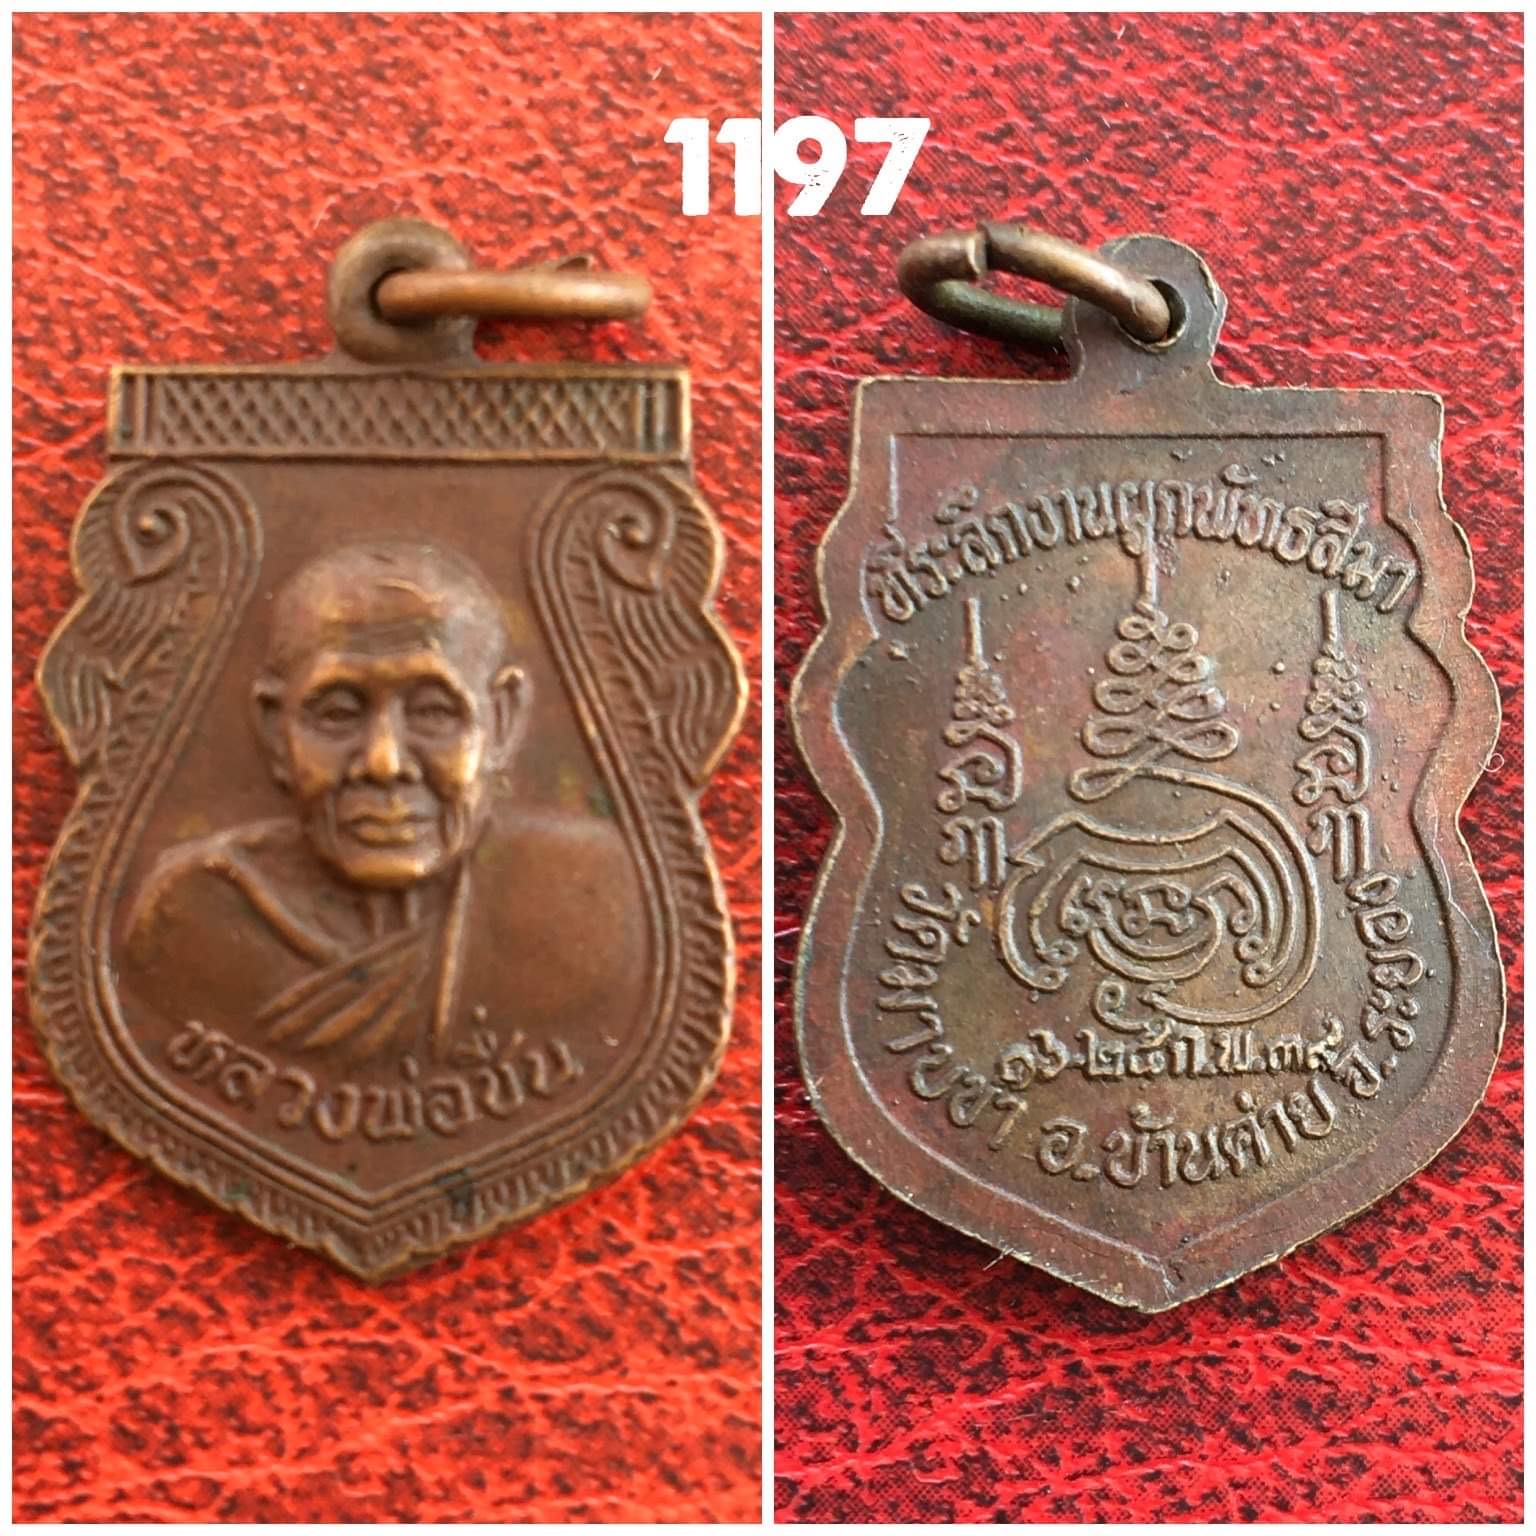 1197
หลวงพ่อชื่น
ที่ระลึกงานผูกพัทธสีมา
๑๖-๒๕ ก.พ.๓๙
วัดมาบข่า อ.บ้านค่าย จ.ระยอง